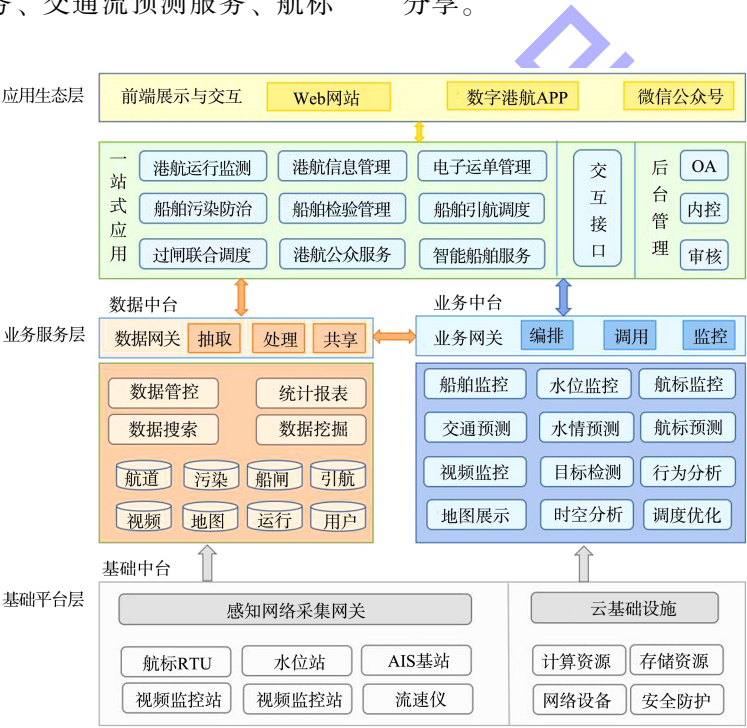 务、交通流预测服务、航标 分享。
应用生态层 前端展示与交互 Web网站 数字港航APP 微信公众号
一站式应用 港航运行监测 港航信息管理 电子运单管理
船舶污染防治 船舶检验管理 船舶引航调度
过闸联合调度 港航公众服务 智能船舶服务
交互接口
后台管理 OA
内控
审核
数据中台 业务中台
业务服务层 数据网关 抽取 处理 共享 业务网关 编排 调用 监控
数据管控 统计报表
数据搜索 数据挖掘
航道 污染 船闸 引航
视频 地图 运行 用户
船舶监控 水位监控 航标监控
交通预测 水情预测 航标预测
视频监控 目标检测 行为分析
地图展示 时空分析 调度优化
基础中台
基础平台层 感知网络采集网关 云基础设施
航标RTU 水位站 AIS基站 计算资源 存储资源
视频监控站 视频监控站 流速仪 网络设备 安全防护